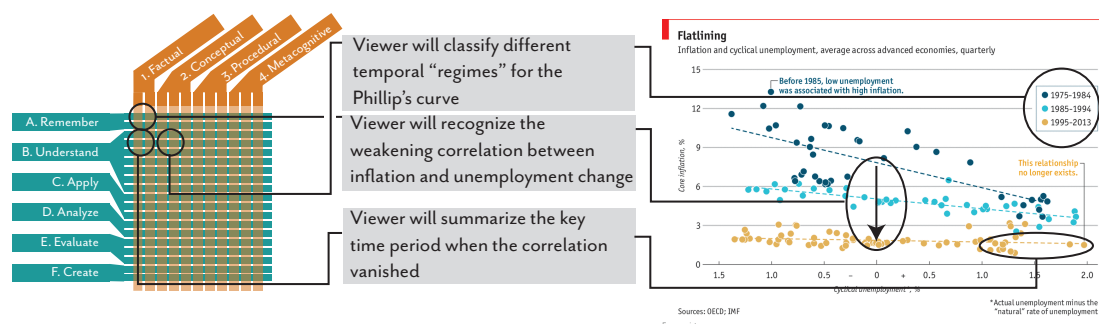 1. Factual
2. Conceptual
3. Procedural
4. Metacognitive
A. Remember
B. Understand
C. Apply
D. Analyze
E. Evaluate
F. Create
Viewer will classify different
temporal “regimes” for the
Phillip’s curve
Viewer will recognize the
weakening correlation between
inflation and unemployment change
Viewer will summarize the key
time period when the correlation
vanished
Flatlining
Inflation and cyclical unemployment, average across advanced economies, quarterly
Before 1985, low unemployment
was associated with high inflation.
1975-1984
1985-1994
1995-2013
This relationship
no longer exists.
Core inflation, %
15
12
9
6
3
0
1.5 1.0 0.5 – 0 + 0.5 1.0 1.5 2.0
Cyclical unemployment*, %
Sources: OECD; IMF
*Actual unemployment minus the
“natural” rate of unemployment